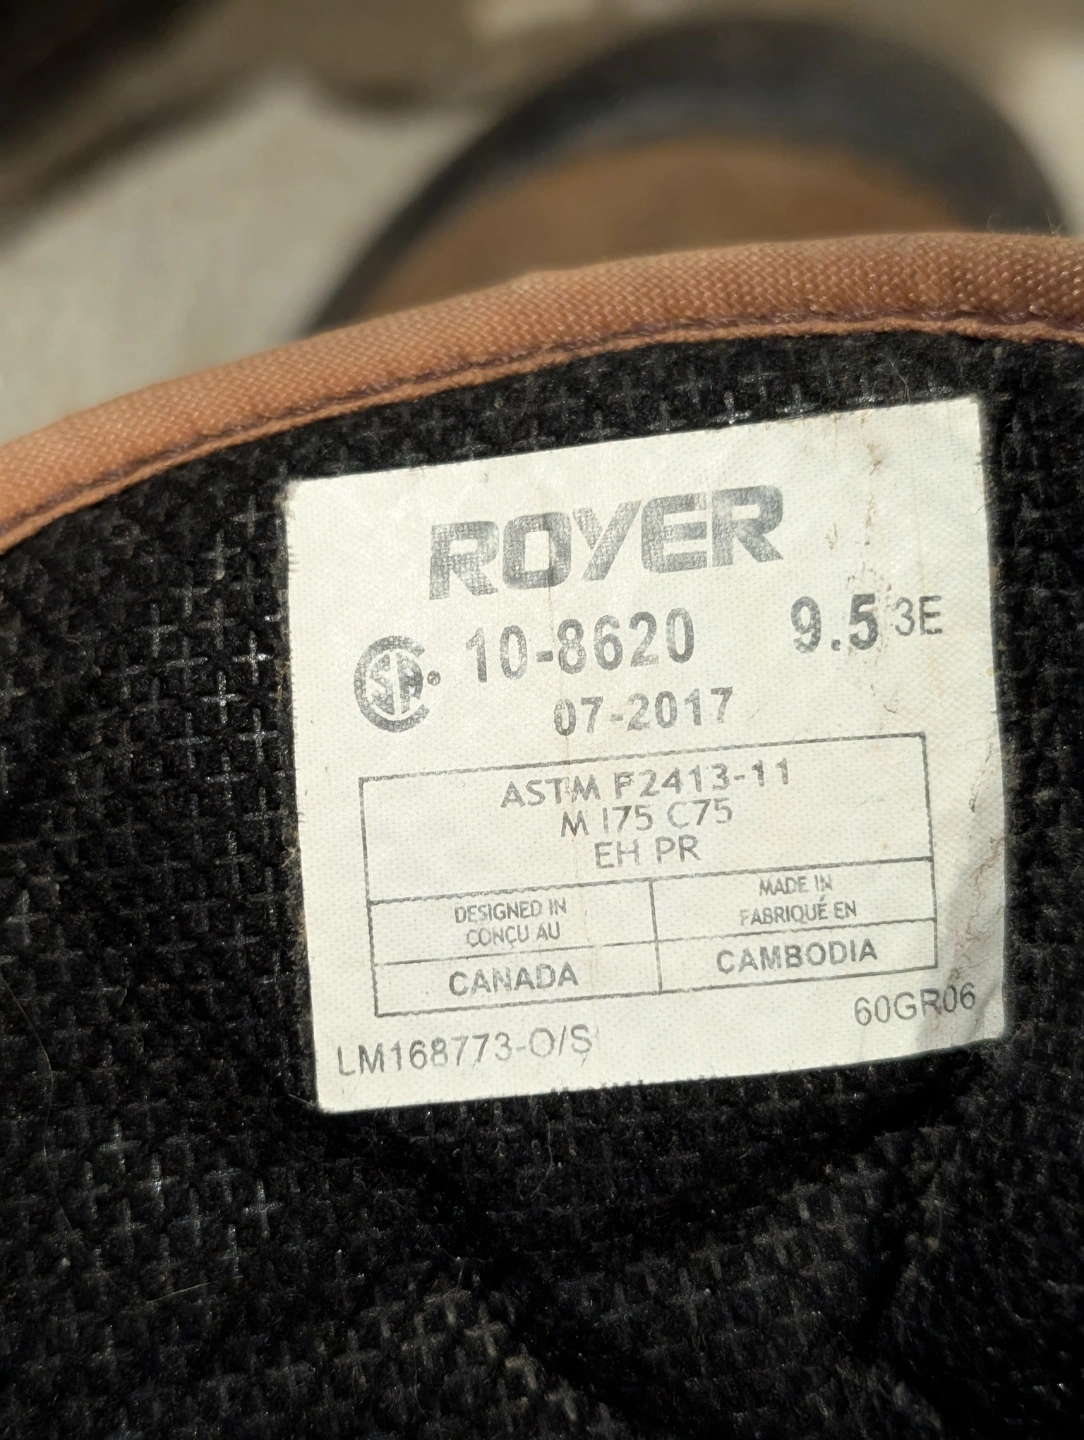 ROYER
CSA 10-8620 9.5 3E
07-2017
ASTM F2413-11
M I75 C75
EH PR
DESIGNED IN MADE IN
CONÇU AU FABRIQUÉ EN
CANADA CAMBODIA
LM168773-O/S 60GR06